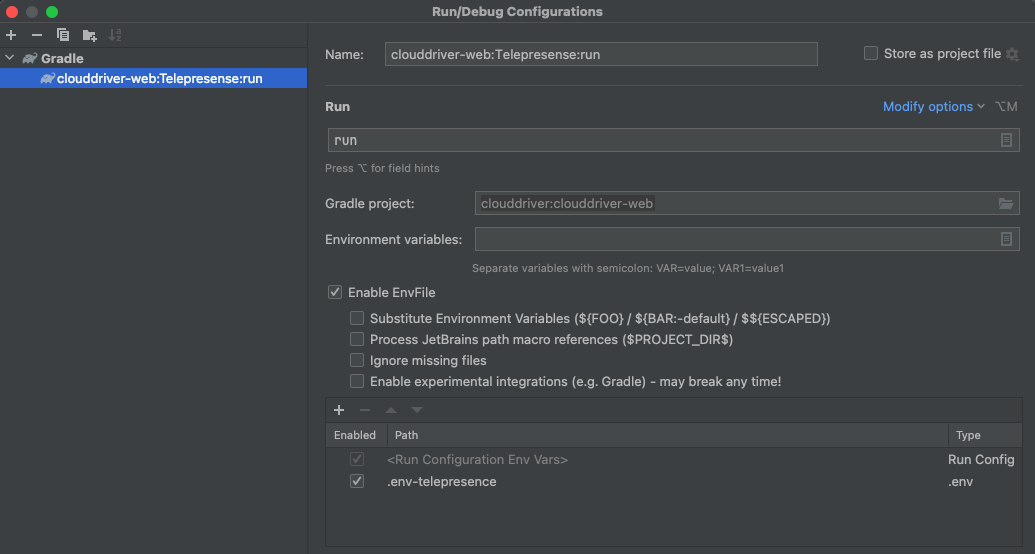 Run/Debug Configurations
Gradle
clouddriver-web:Telepresense:run
Name:
clouddriver-web:Telepresense:run
Store as project file
Run
Modify options
⌥M
run
Press ⌥ for field hints
Gradle project:
clouddriver:clouddriver-web
Environment variables:
Separate variables with semicolon: VAR=value; VAR1=value1
Enable EnvFile
Substitute Environment Variables (${FOO} / ${BAR:-default} / $${ESCAPED})
Process JetBrains path macro references ($PROJECT_DIR$)
Ignore missing files
Enable experimental integrations (e.g. Gradle) - may break any time!
Enabled Path Type
<Run Configuration Env Vars> Run Config
.env-telepresence .env